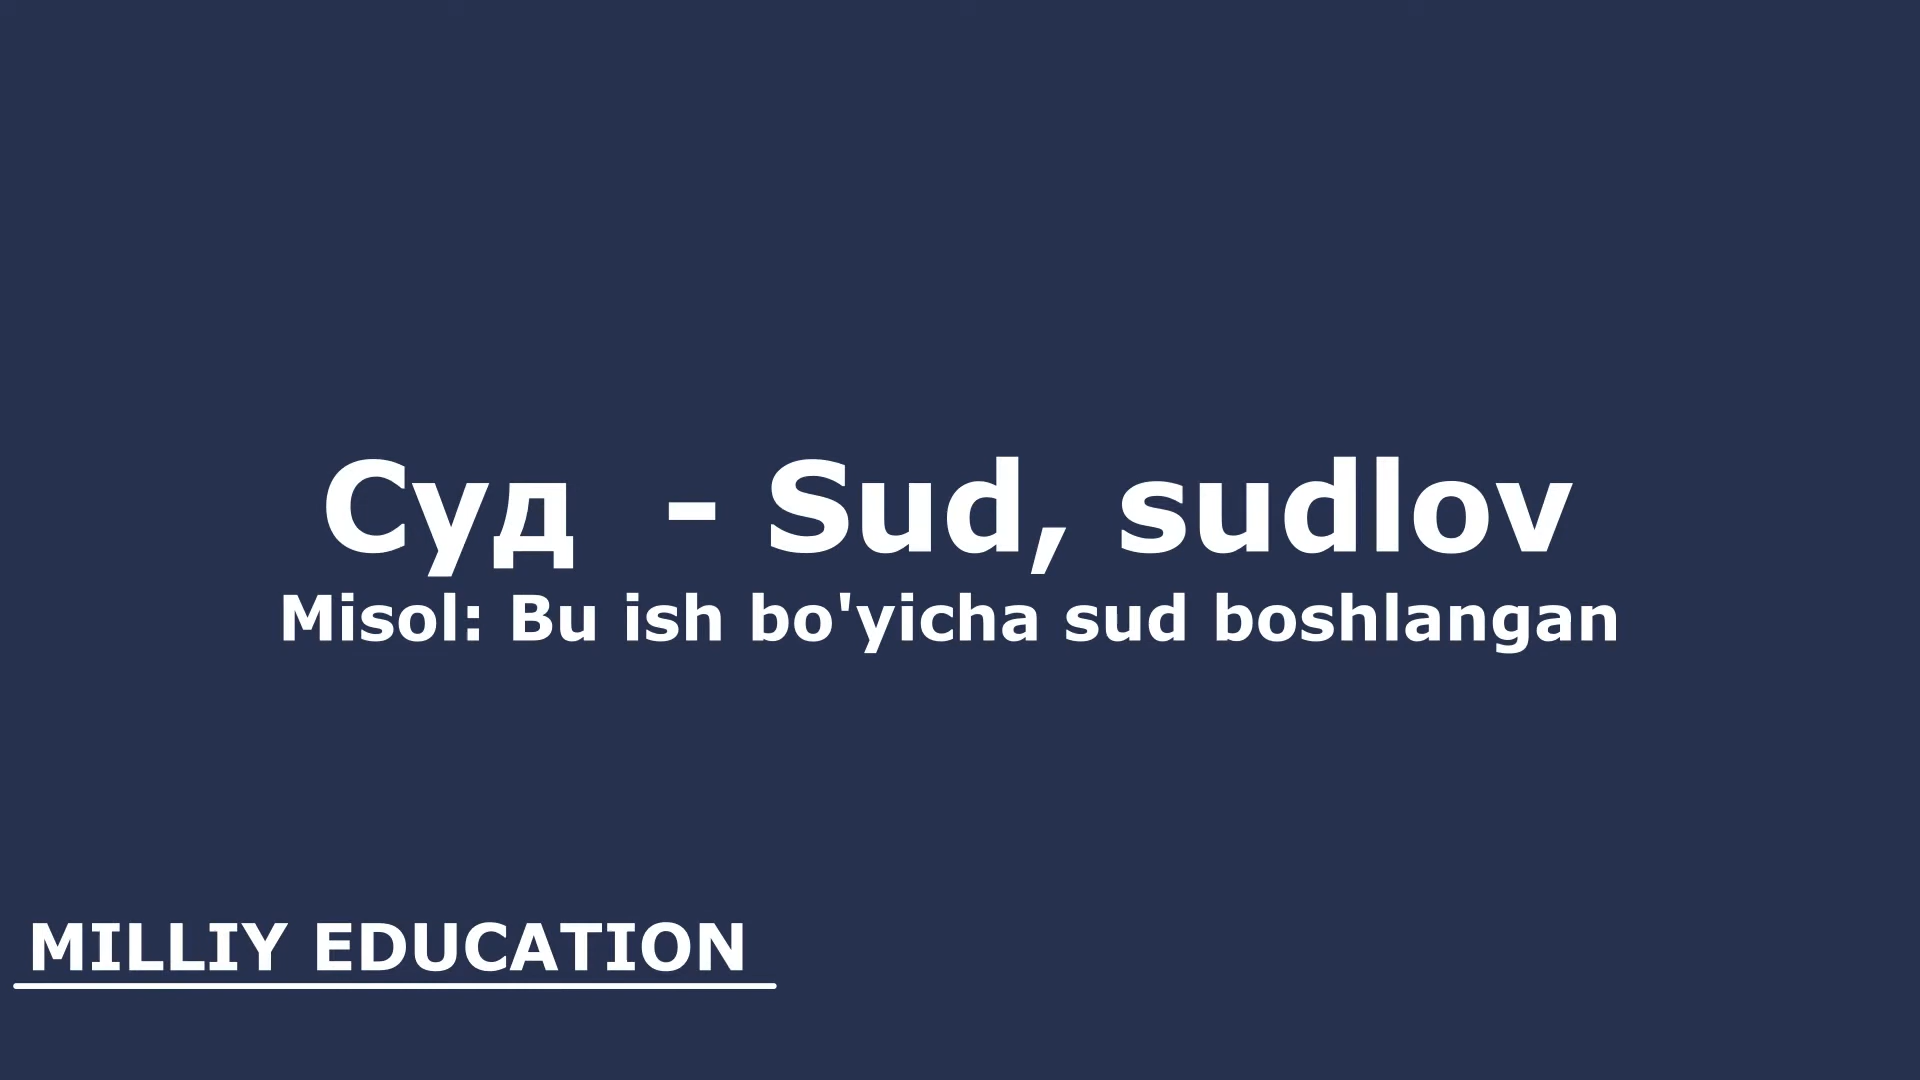 Суд - Sud, sudlov
Misol: Bu ish bo'yicha sud boshlangan
MILLIY EDUCATION